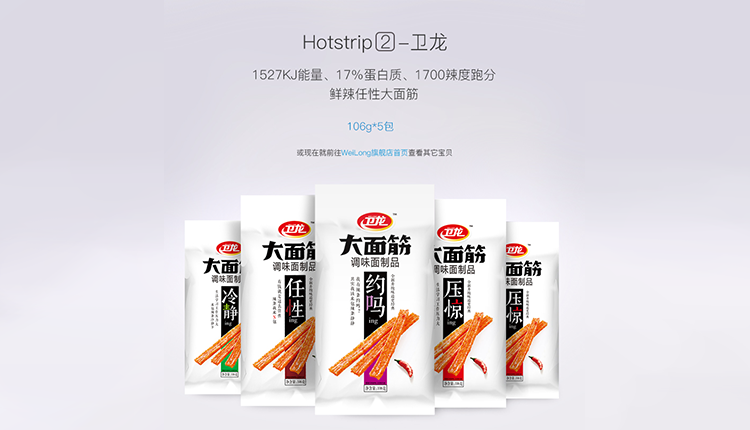 Hotstrip2-卫龙
1527KJ能量、17%蛋白质、1700辣度跑分
鲜辣任性大面筋
106g*5包
或现在就前往WeiLong旗舰店首页查看其它宝贝
卫龙
大面筋
调味面制品
冷静
ing
卫龙
大面筋
调味面制品
任性
ing
卫龙
TM
大面筋
调味面制品
约吗
ing
卫龙
大面筋
调味面制品
压惊
ing
卫龙
大面筋
调味面制品
压惊
ing